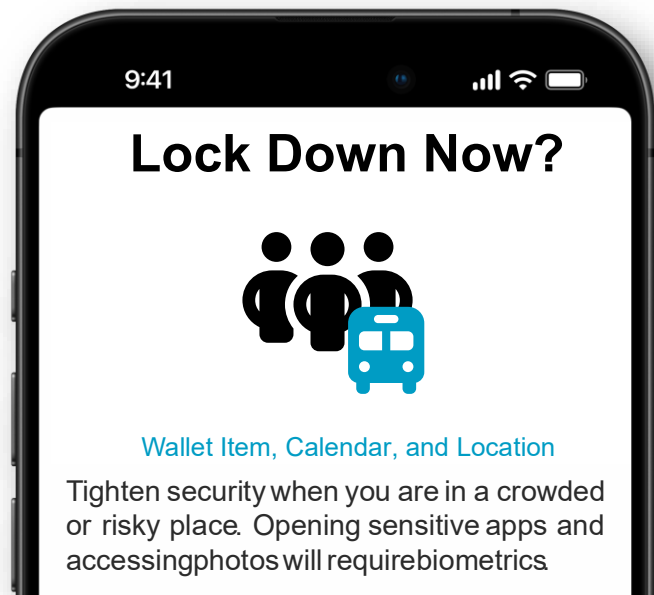 9:41
Lock Down Now?
Wallet Item, Calendar, and Location
Tighten security when you are in a crowded
or risky place. Opening sensitive apps and
accessingphotos will requirebiometrics.